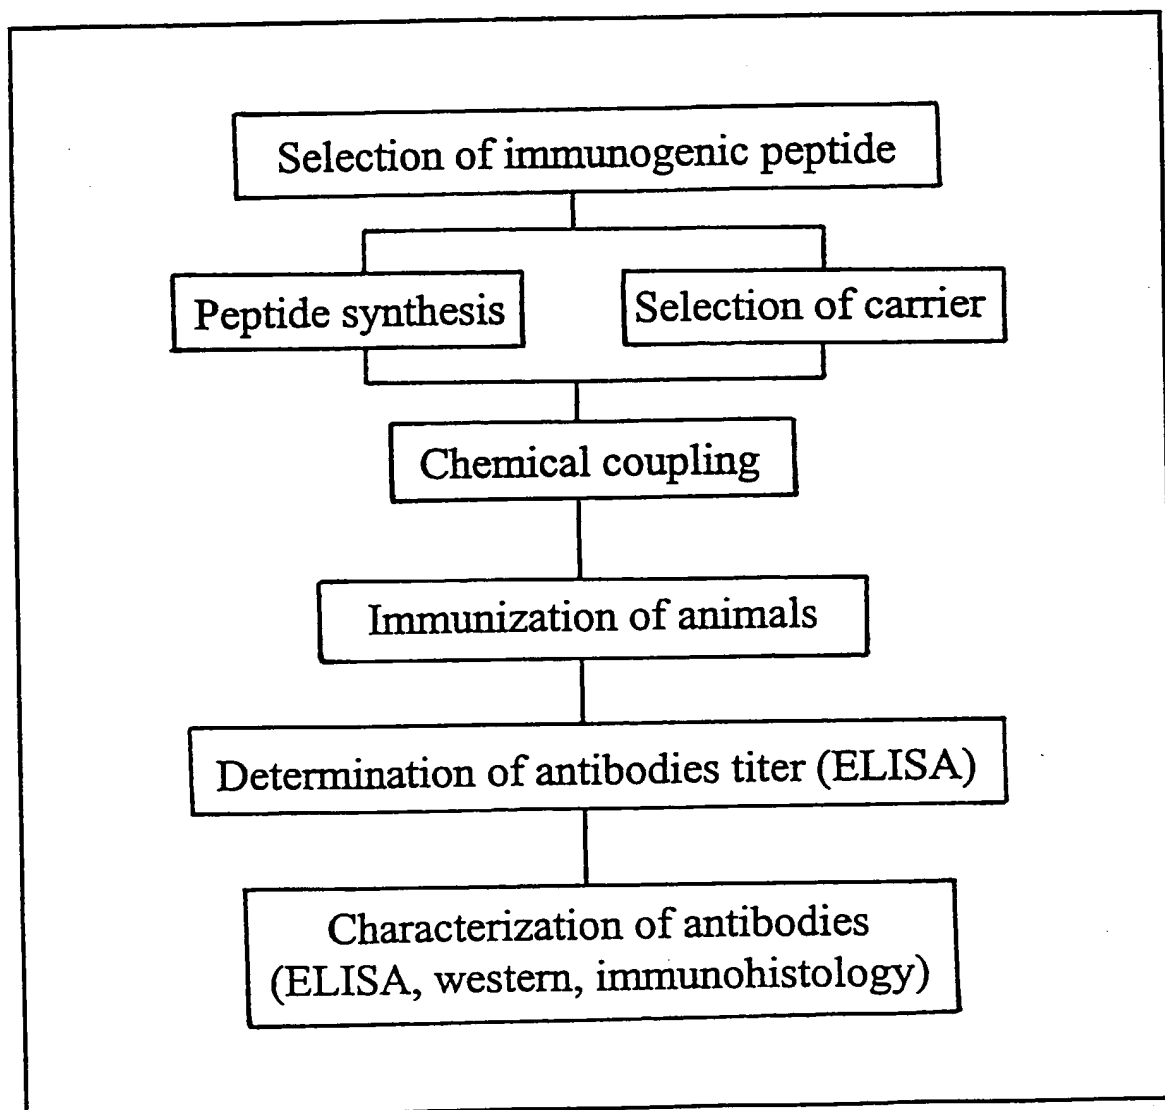 Selection of immunogenic peptide
Peptide synthesis
Selection of carrier
Chemical coupling
Immunization of animals
Determination of antibodies titer (ELISA)
Characterization of antibodies
(ELISA, western, immunohistology)